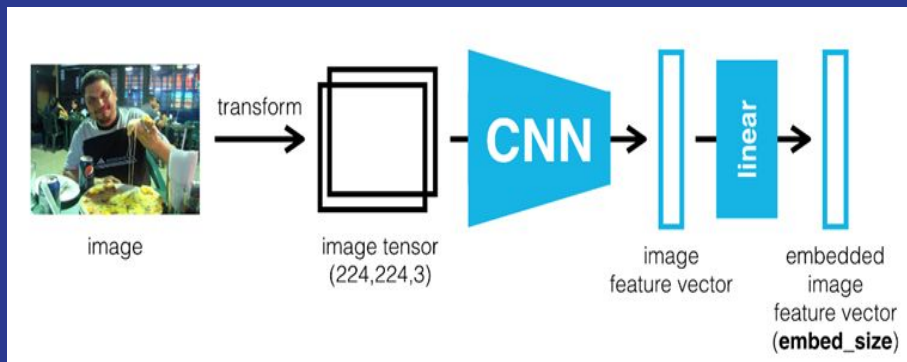 transform
CNN
linear
image
image tensor
(224,224,3)
image
feature vector
embedded
image
feature vector
(embed_size)